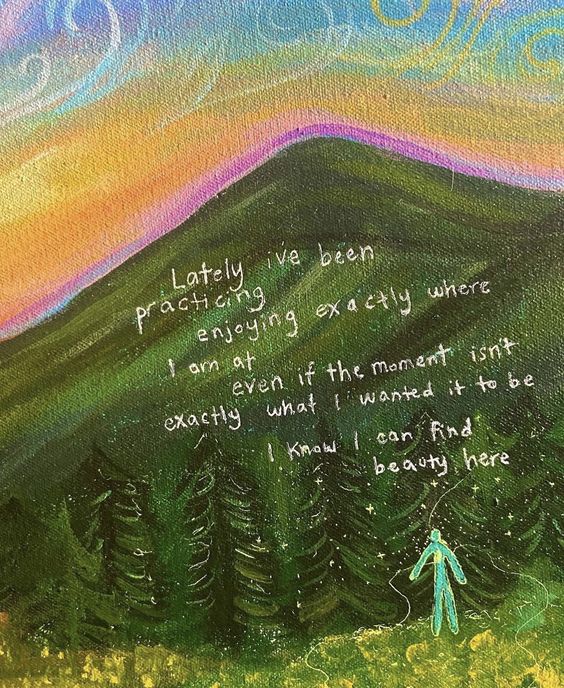 Lately i've been
practicing
enjoying exactly where
I am at
even if the moment isn't
exactly what I wanted it to be
I know I can find
beauty here